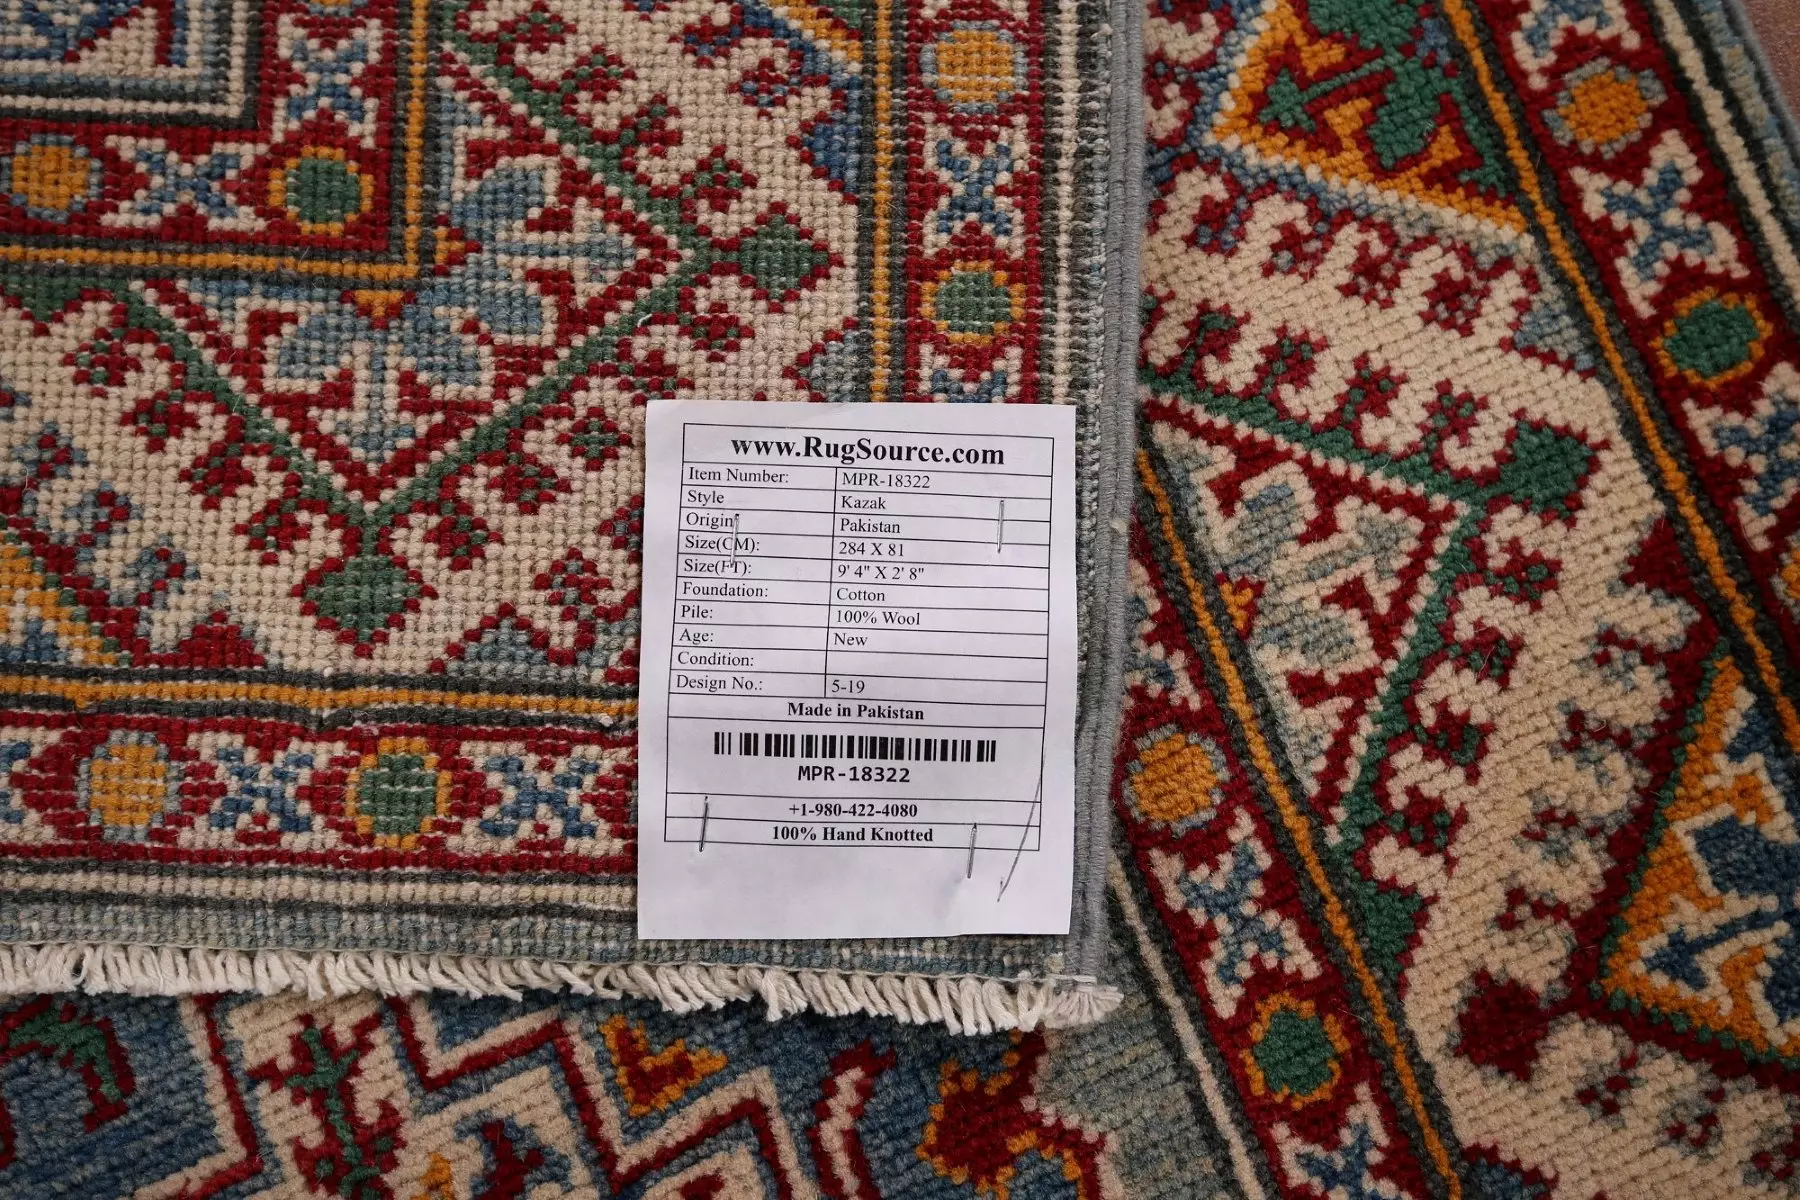 www.RugSource.com
Item Number: MPR-18322
Style Kazak
Origin Pakistan
Size(CM): 284 X 81
Size(FT): 9' 4" X 2' 8"
Foundation: Cotton
Pile: 100% Wool
Age: New
Condition:
Design No.: 5-19
Made in Pakistan
MPR-18322
+1-980-422-4080
100% Hand Knotted